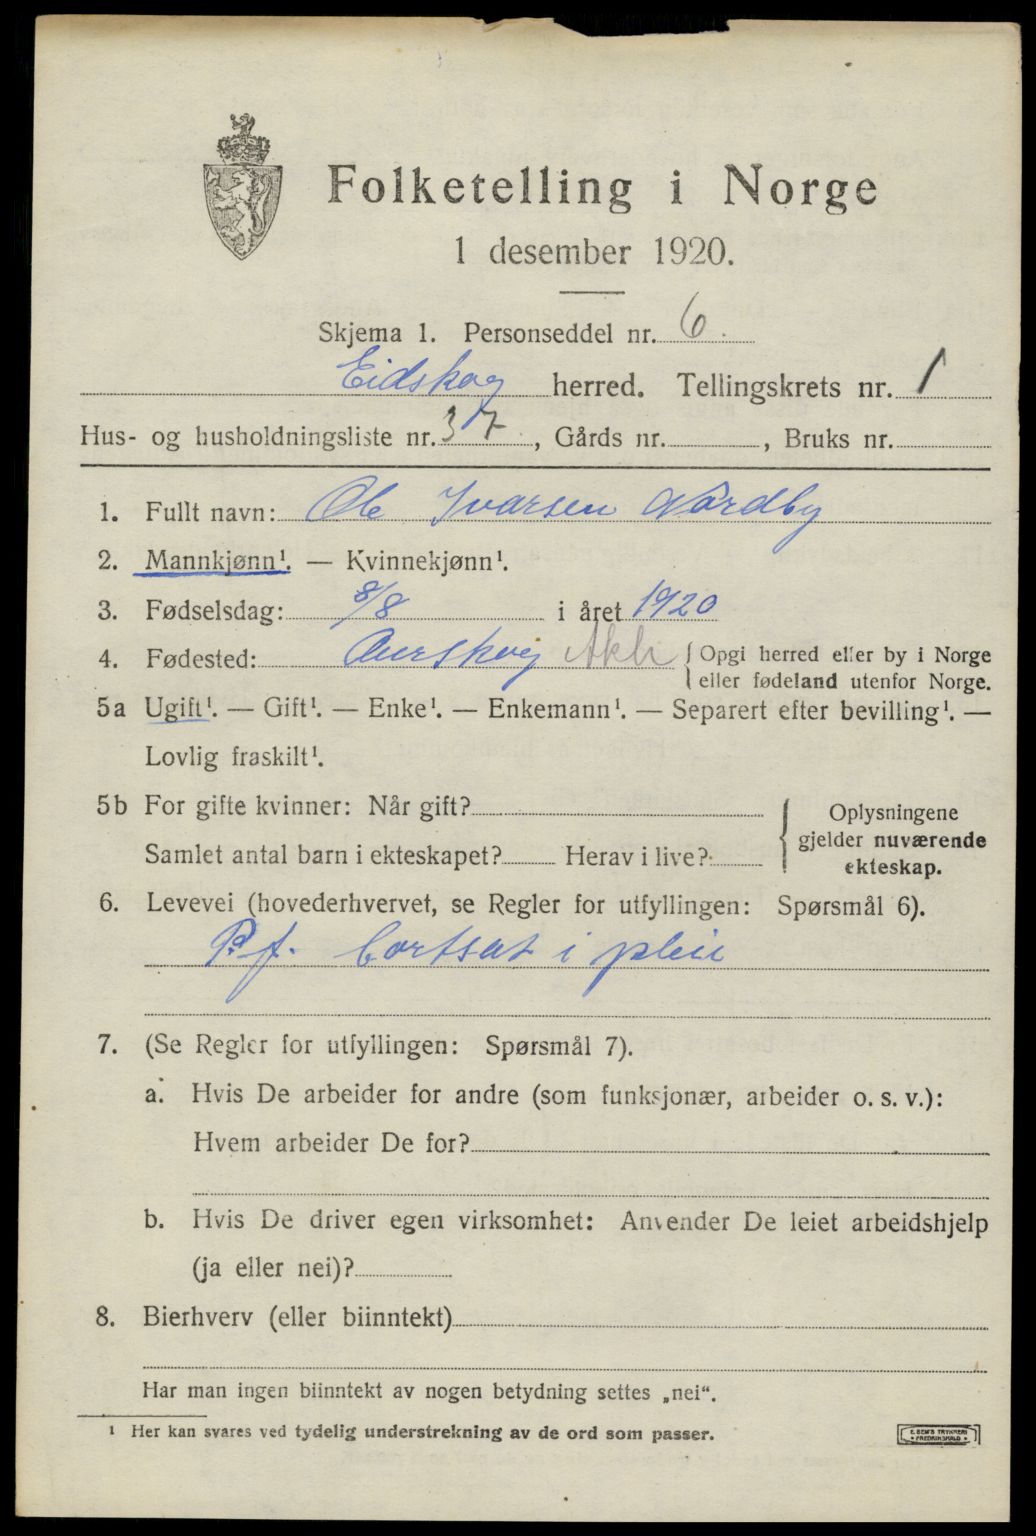 Folketelling i Norge
1 desember 1920.
Skjema 1. Personseddel nr. 6
Eidskog herred. Tellingskrets nr. 1
Hus- og husholdningsliste nr. 37, Gårds nr. , Bruks nr.
1. Fullt navn: Ole Ivarsen Nordby
2. Mannkjønn¹. — Kvinnekjønn¹.
3. Fødselsdag: 8/8 i året 1920
4. Fødested: Aurskog Akh { Opgi herred eller by i Norge
eller fødeland utenfor Norge.
5a Ugift¹. — Gift¹. — Enke¹. — Enkemann¹. — Separert efter bevilling¹. —
Lovlig fraskilt¹.
5b For gifte kvinner: Når gift?
Samlet antal barn i ekteskapet? Herav i live?
Oplysningene
gjelder nuværende
ekteskap.
6. Levevei (hovederhvervet, se Regler for utfyllingen: Spørsmål 6).
P. f. bortsat i pleie
7. (Se Regler for utfyllingen: Spørsmål 7).
a. Hvis De arbeider for andre (som funksjonær, arbeider o. s. v.):
Hvem arbeider De for?
b. Hvis De driver egen virksomhet: Anvender De leiet arbeidshjelp
(ja eller nei)?
8. Bierhverv (eller biinntekt)
Har man ingen biinntekt av nogen betydning settes „nei“.
¹ Her kan svares ved tydelig understrekning av de ord som passer.
E. SEM'S TRYKKERI
• FREDRIKSHALD •